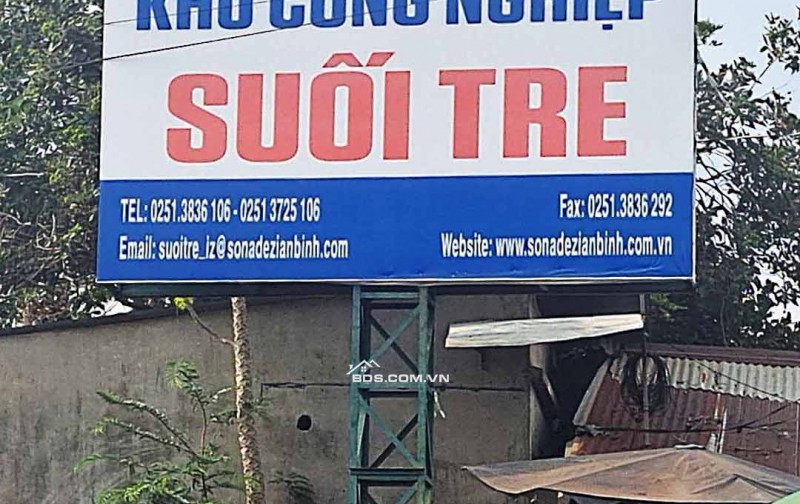 KHU CÔNG NGHIỆP
SUỐI TRE
TEL: 0251.3836 106 - 0251 3725 106
Fax: 0251.3836 292
Email: suoitre_iz@sonadezianbinh.com
Website: www.sonadezianbinh.com.vn
BDS.COM.VN